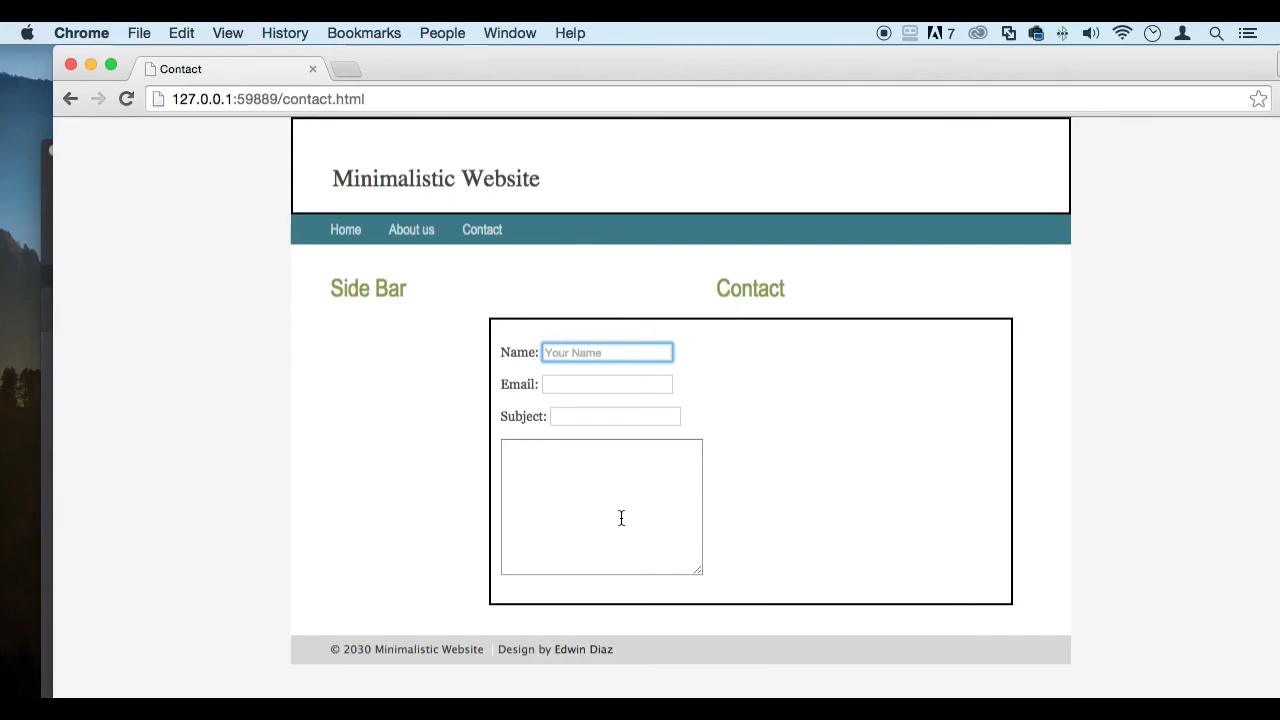 Chrome File Edit View History Bookmarks People Window Help 7
Contact
127.0.0.1:59889/contact.html
Minimalistic Website
Home About us Contact
Side Bar Contact
Name: Your Name
Email:
Subject:
© 2030 Minimalistic Website | Design by Edwin Diaz